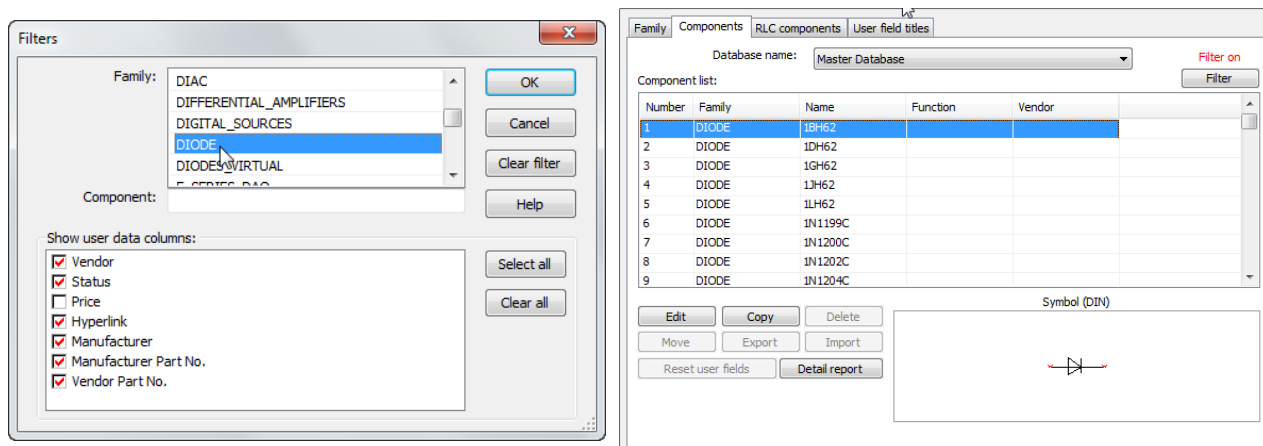 Filters
Family:
DIAC
DIFFERENTIAL_AMPLIFIERS
DIGITAL_SOURCES
DIODE
DIODES_VIRTUAL
E_SERIES_DAQ
Component:
OK
Cancel
Clear filter
Help
Show user data columns:
Vendor
Status
Price
Hyperlink
Manufacturer
Manufacturer Part No.
Vendor Part No.
Select all
Clear all
Family Components RLC components User field titles
Database name: Master Database Filter on
Component list: Filter
Number Family Name Function Vendor
1 DIODE 1BH62
2 DIODE 1DH62
3 DIODE 1GH62
4 DIODE 1JH62
5 DIODE 1LH62
6 DIODE 1N1199C
7 DIODE 1N1200C
8 DIODE 1N1202C
9 DIODE 1N1204C
Edit Copy Delete
Move Export Import
Reset user fields Detail report
Symbol (DIN)